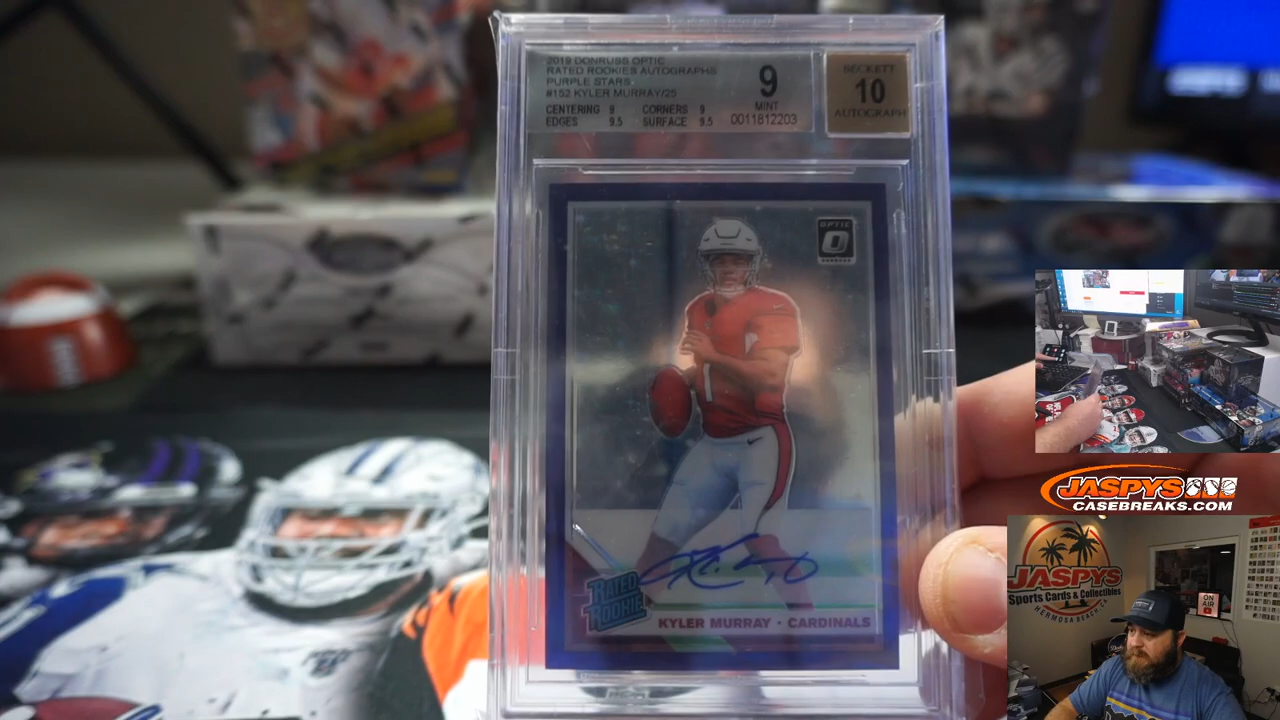 2019 DONRUSS OPTIC
RATED ROOKIES AUTOGRAPHS
PURPLE STARS
#152 KYLER MURRAY/25
CENTERING 9 CORNERS 9
EDGES 9.5 SURFACE 9.5
9
MINT
0011812203
BECKETT
10
AUTOGRAPH
OPTIC
RATED
ROOKIE
KYLER MURRAY · CARDINALS
JASPYS
CASEBREAKS.COM
JASPYS
Sports Cards & Collectibles
HERMOSA BEACH CA
ON
AIR